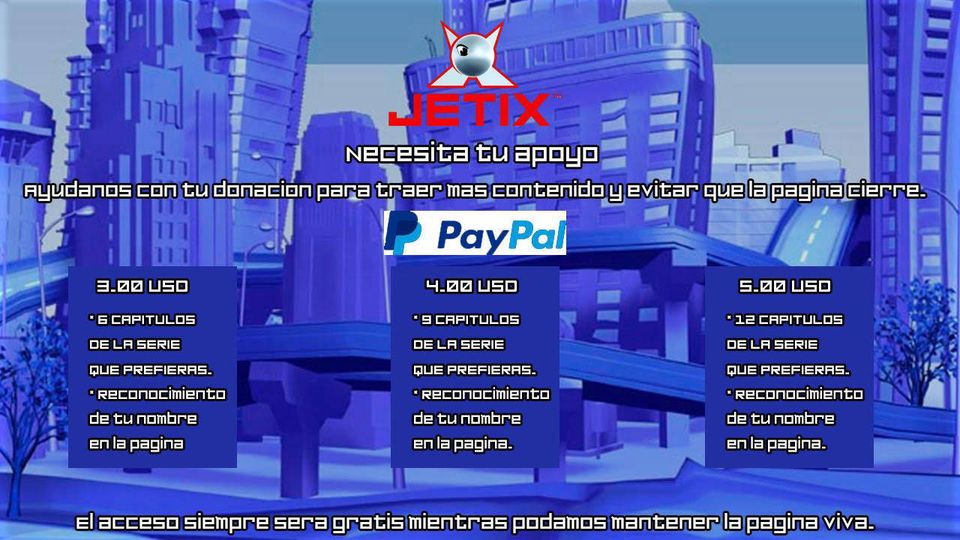 JETIX™
Necesita tu apoyo
Ayudanos con tu donacion para traer mas contenido y evitar que la pagina cierre.
PayPal
3.00 USD
• 6 CAPITULOS
DE LA SERIE
QUE PREFIERAS.
• Reconocimiento
de tu nombre
en la pagina
4.00 USD
• 9 CAPITULOS
DE LA SERIE
QUE PREFIERAS.
• Reconocimiento
de tu nombre
en la pagina.
5.00 USD
• 12 CAPITULOS
DE LA SERIE
QUE PREFIERAS.
• Reconocimiento
de tu nombre
en la pagina.
El acceso siempre sera gratis mientras podamos mantener la pagina viva.